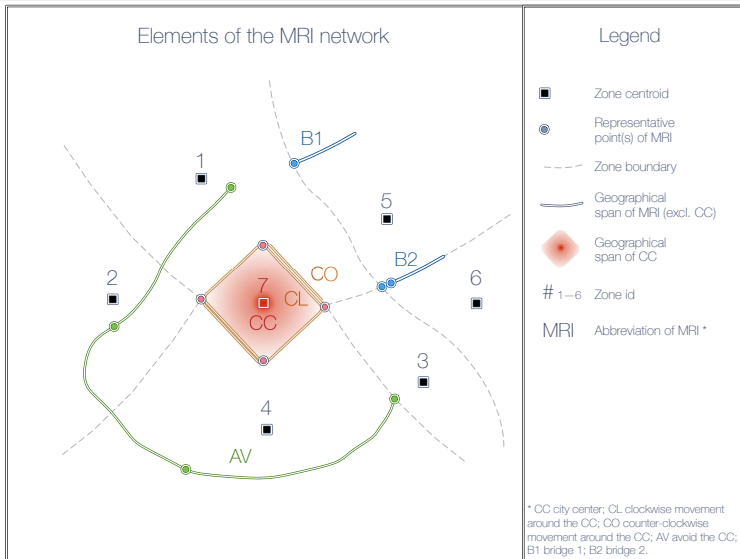 Elements of the MRI network
B1
1
5
2
B2
CO
6
7
CL
CC
3
4
AV
Legend
Zone centroid
Representative
point(s) of MRI
Zone boundary
Geographical
span of MRI (excl. CC)
Geographical
span of CC
# 1–6 Zone id
MRI Abbreviation of MRI *
* CC city center; CL clockwise movement
around the CC; CO counter-clockwise
movement around the CC; AV avoid the CC;
B1 bridge 1; B2 bridge 2.